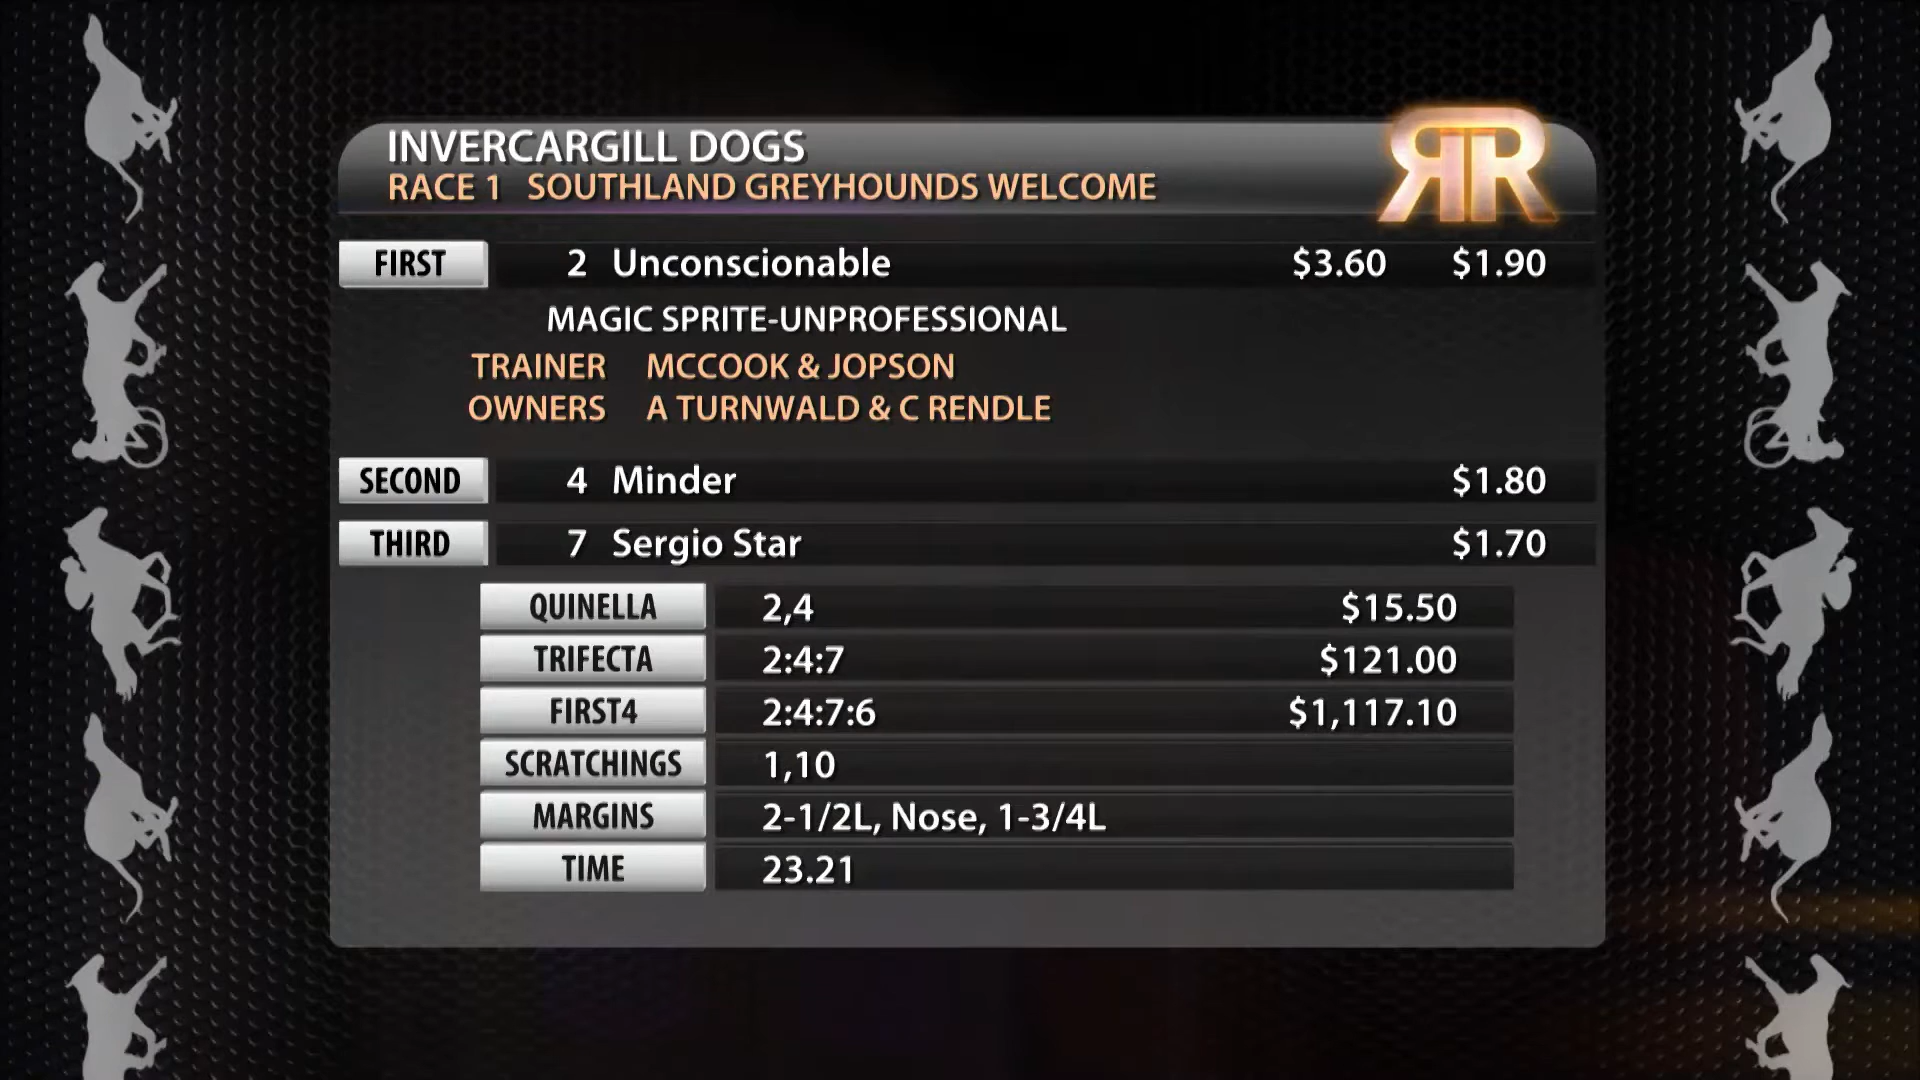 INVERCARGILL DOGS
RACE 1 SOUTHLAND GREYHOUNDS WELCOME
RR
FIRST 2 Unconscionable $3.60 $1.90
MAGIC SPRITE-UNPROFESSIONAL
TRAINER MCCOOK & JOPSON
OWNERS A TURNWALD & C RENDLE
SECOND 4 Minder $1.80
THIRD 7 Sergio Star $1.70
QUINELLA 2,4 $15.50
TRIFECTA 2:4:7 $121.00
FIRST4 2:4:7:6 $1,117.10
SCRATCHINGS 1,10
MARGINS 2-1/2L, Nose, 1-3/4L
TIME 23.21